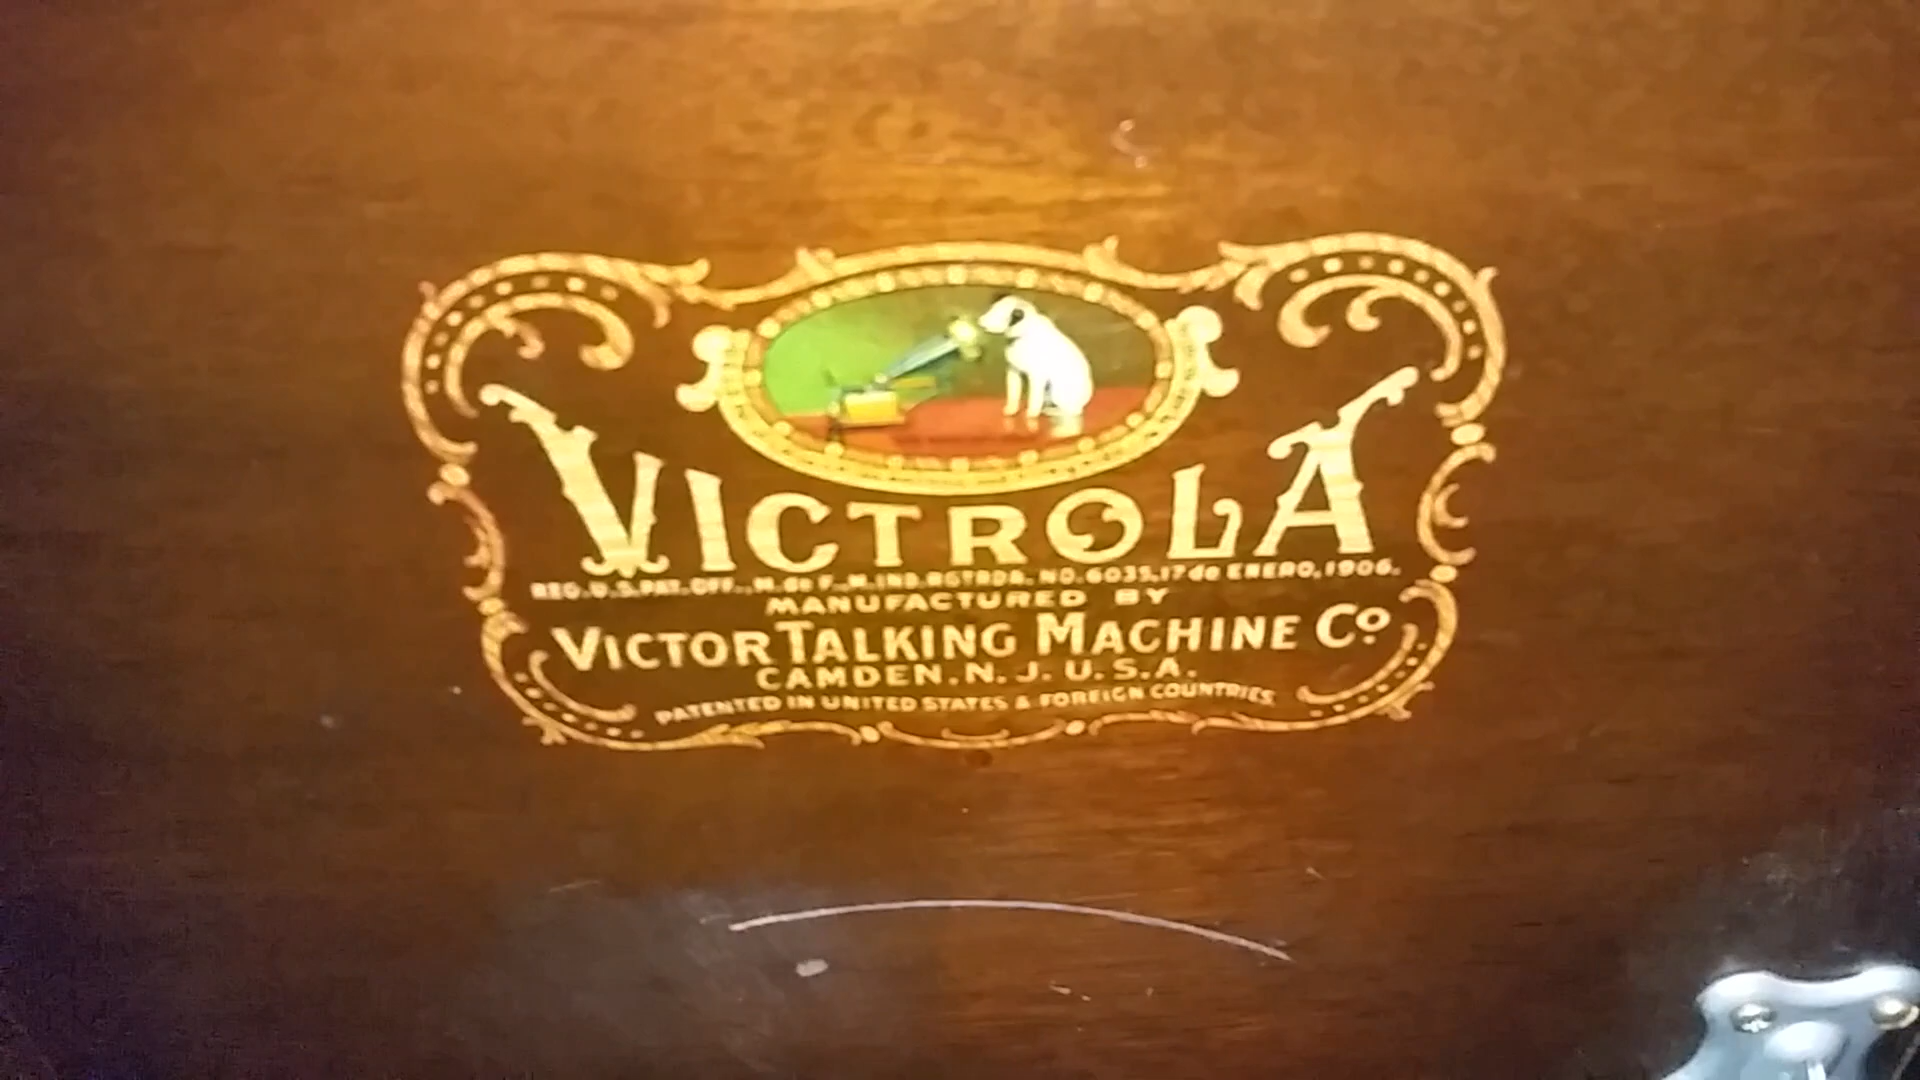 VICTROLA
REG. U.S. PAT. OFF., M. de F., M. IND. RGTRDA. NO. 6035, 17 de ENERO, 1906.
MANUFACTURED BY
VICTOR TALKING MACHINE Co.
CAMDEN. N. J. U.S.A.
PATENTED IN UNITED STATES & FOREIGN COUNTRIES